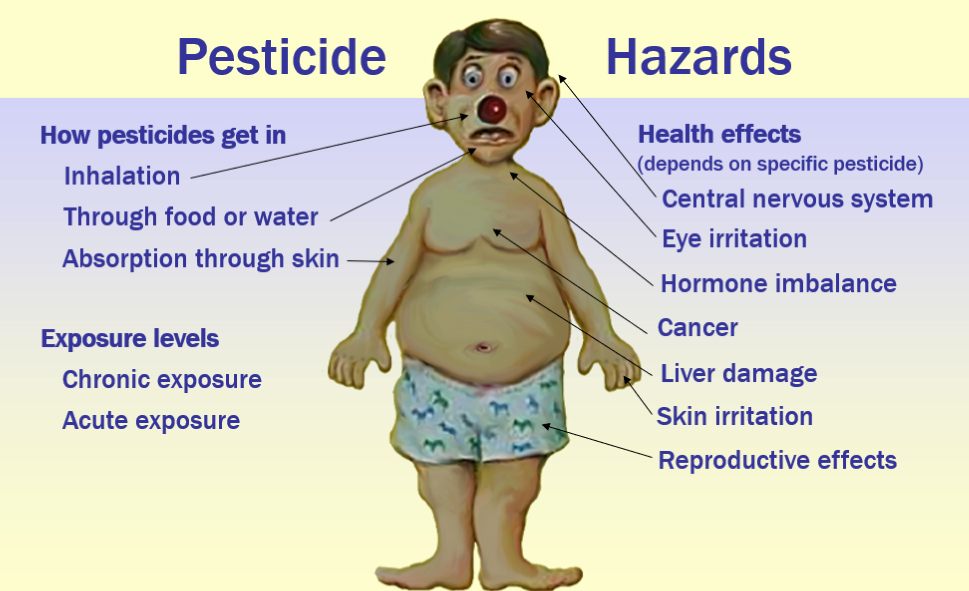 Pesticide Hazards
How pesticides get in
Inhalation
Through food or water
Absorption through skin
Exposure levels
Chronic exposure
Acute exposure
Health effects
(depends on specific pesticide)
Central nervous system
Eye irritation
Hormone imbalance
Cancer
Liver damage
Skin irritation
Reproductive effects